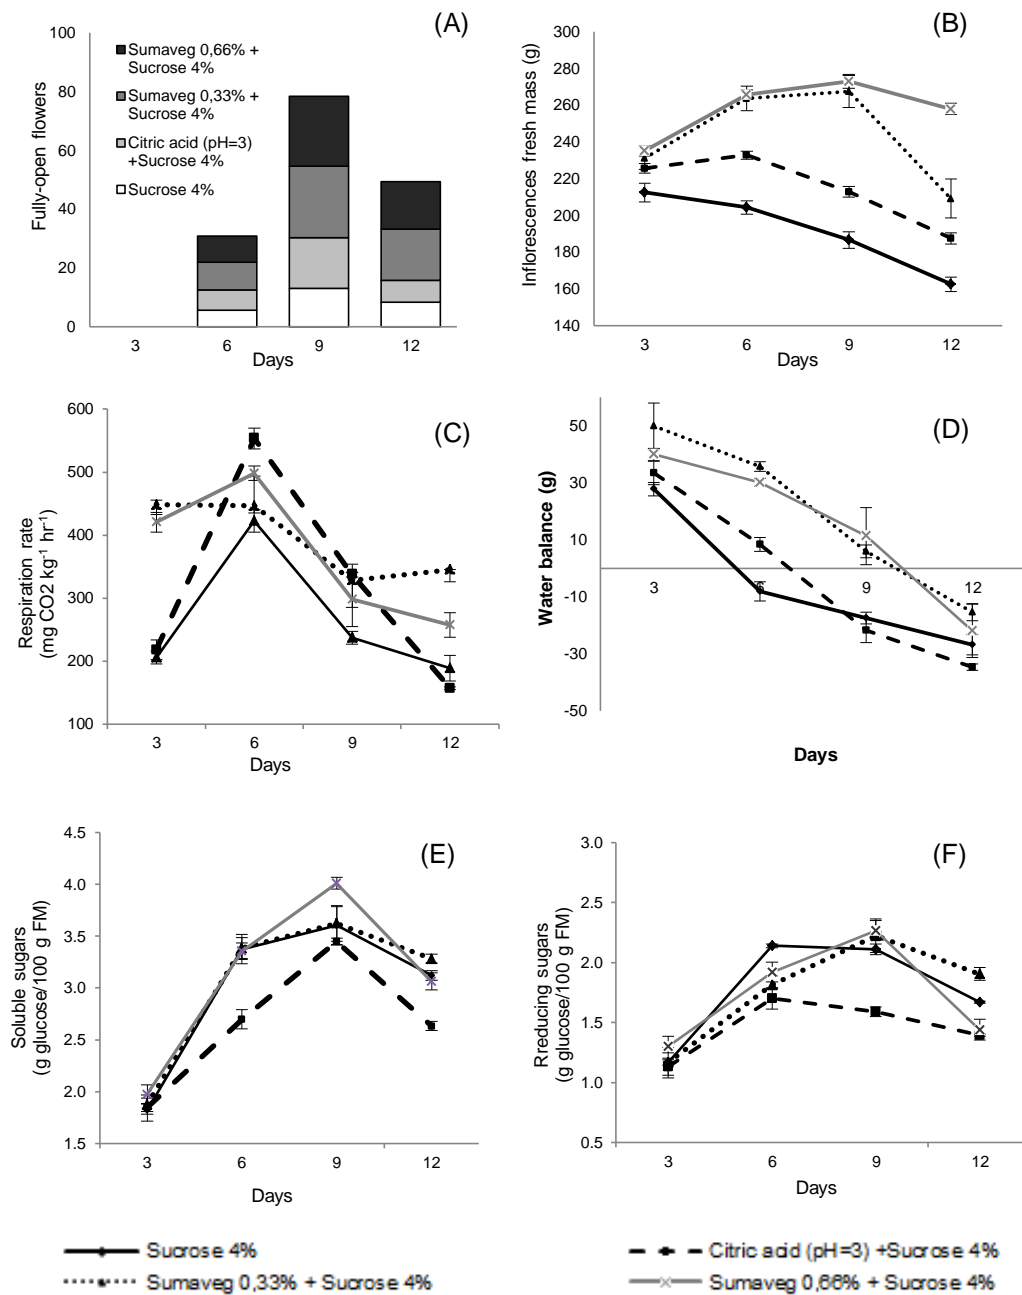 (A)
100
80
60
40
20
0
Fully-open flowers
Sumaveg 0,66% +
Sucrose 4%
Sumaveg 0,33% +
Sucrose 4%
Citric acid (pH=3)
+Sucrose 4%
Sucrose 4%
3 6 9 12
Days
(B)
300
280
260
240
220
200
180
160
140
Inflorescences fresh mass (g)
3 6 9 12
Days
(C)
600
500
400
300
200
100
Respiration rate
(mg CO2 kg-1 hr-1)
3 6 9 12
Days
(D)
50
30
10
-10
-30
-50
Water balance (g)
3 6 9 12
Days
(E)
4.5
4.0
3.5
3.0
2.5
2.0
1.5
Soluble sugars
(g glucose/100 g FM)
3 6 9 12
Days
(F)
3.0
2.5
2.0
1.5
1.0
0.5
Rreducing sugars
(g glucose/100 g FM)
3 6 9 12
Days
Sucrose 4%
Citric acid (pH=3) +Sucrose 4%
Sumaveg 0,33% + Sucrose 4%
Sumaveg 0,66% + Sucrose 4%